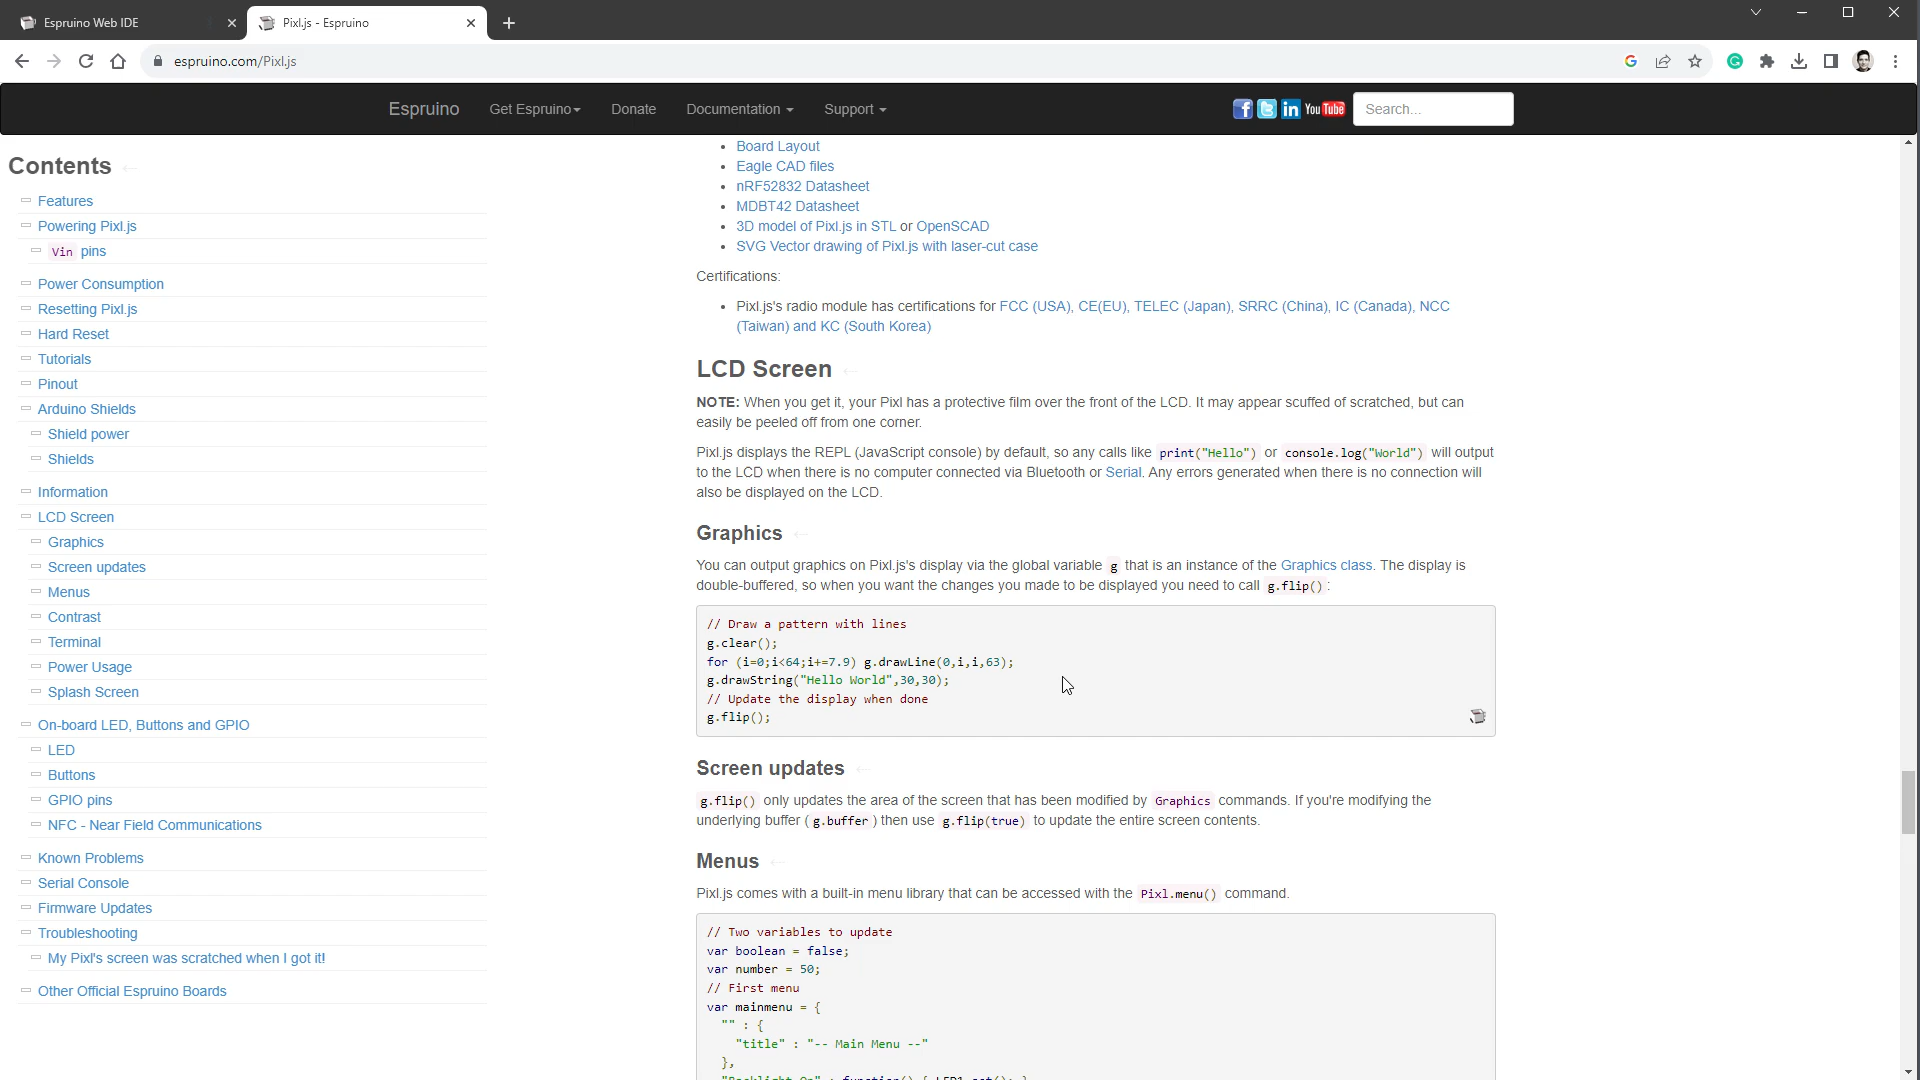 Espruino Web IDE
Pixl.js - Espruino
espruino.com/Pixl.js
Espruino
Get Espruino
Donate
Documentation
Support
You Tube
Search...
Contents
Features
Powering Pixl.js
Vin pins
Power Consumption
Resetting Pixl.js
Hard Reset
Tutorials
Pinout
Arduino Shields
Shield power
Shields
Information
LCD Screen
Graphics
Screen updates
Menus
Contrast
Terminal
Power Usage
Splash Screen
On-board LED, Buttons and GPIO
LED
Buttons
GPIO pins
NFC - Near Field Communications
Known Problems
Serial Console
Firmware Updates
Troubleshooting
My Pixl's screen was scratched when I got it!
Other Official Espruino Boards
Board Layout
Eagle CAD files
nRF52832 Datasheet
MDBT42 Datasheet
3D model of Pixl.js in STL or OpenSCAD
SVG Vector drawing of Pixl.js with laser-cut case
Certifications:
Pixl.js's radio module has certifications for FCC (USA), CE(EU), TELEC (Japan), SRRC (China), IC (Canada), NCC
(Taiwan) and KC (South Korea)
LCD Screen
NOTE: When you get it, your Pixl has a protective film over the front of the LCD. It may appear scuffed of scratched, but can
easily be peeled off from one corner.
Pixl.js displays the REPL (JavaScript console) by default, so any calls like print("Hello") or console.log("World") will output
to the LCD when there is no computer connected via Bluetooth or Serial. Any errors generated when there is no connection will
also be displayed on the LCD.
Graphics
You can output graphics on Pixl.js's display via the global variable g that is an instance of the Graphics class. The display is
double-buffered, so when you want the changes you made to be displayed you need to call g.flip() :
// Draw a pattern with lines
g.clear();
for (i=0;i<64;i+=7.9) g.drawLine(0,i,i,63);
g.drawString("Hello World",30,30);
// Update the display when done
g.flip();
Screen updates
g.flip() only updates the area of the screen that has been modified by Graphics commands. If you're modifying the
underlying buffer ( g.buffer ) then use g.flip(true) to update the entire screen contents.
Menus
Pixl.js comes with a built-in menu library that can be accessed with the Pixl.menu() command.
// Two variables to update
var boolean = false;
var number = 50;
// First menu
var mainmenu = {
"" : {
"title" : "-- Main Menu --"
},
"Backlight On" : function() { LED1.set(); }